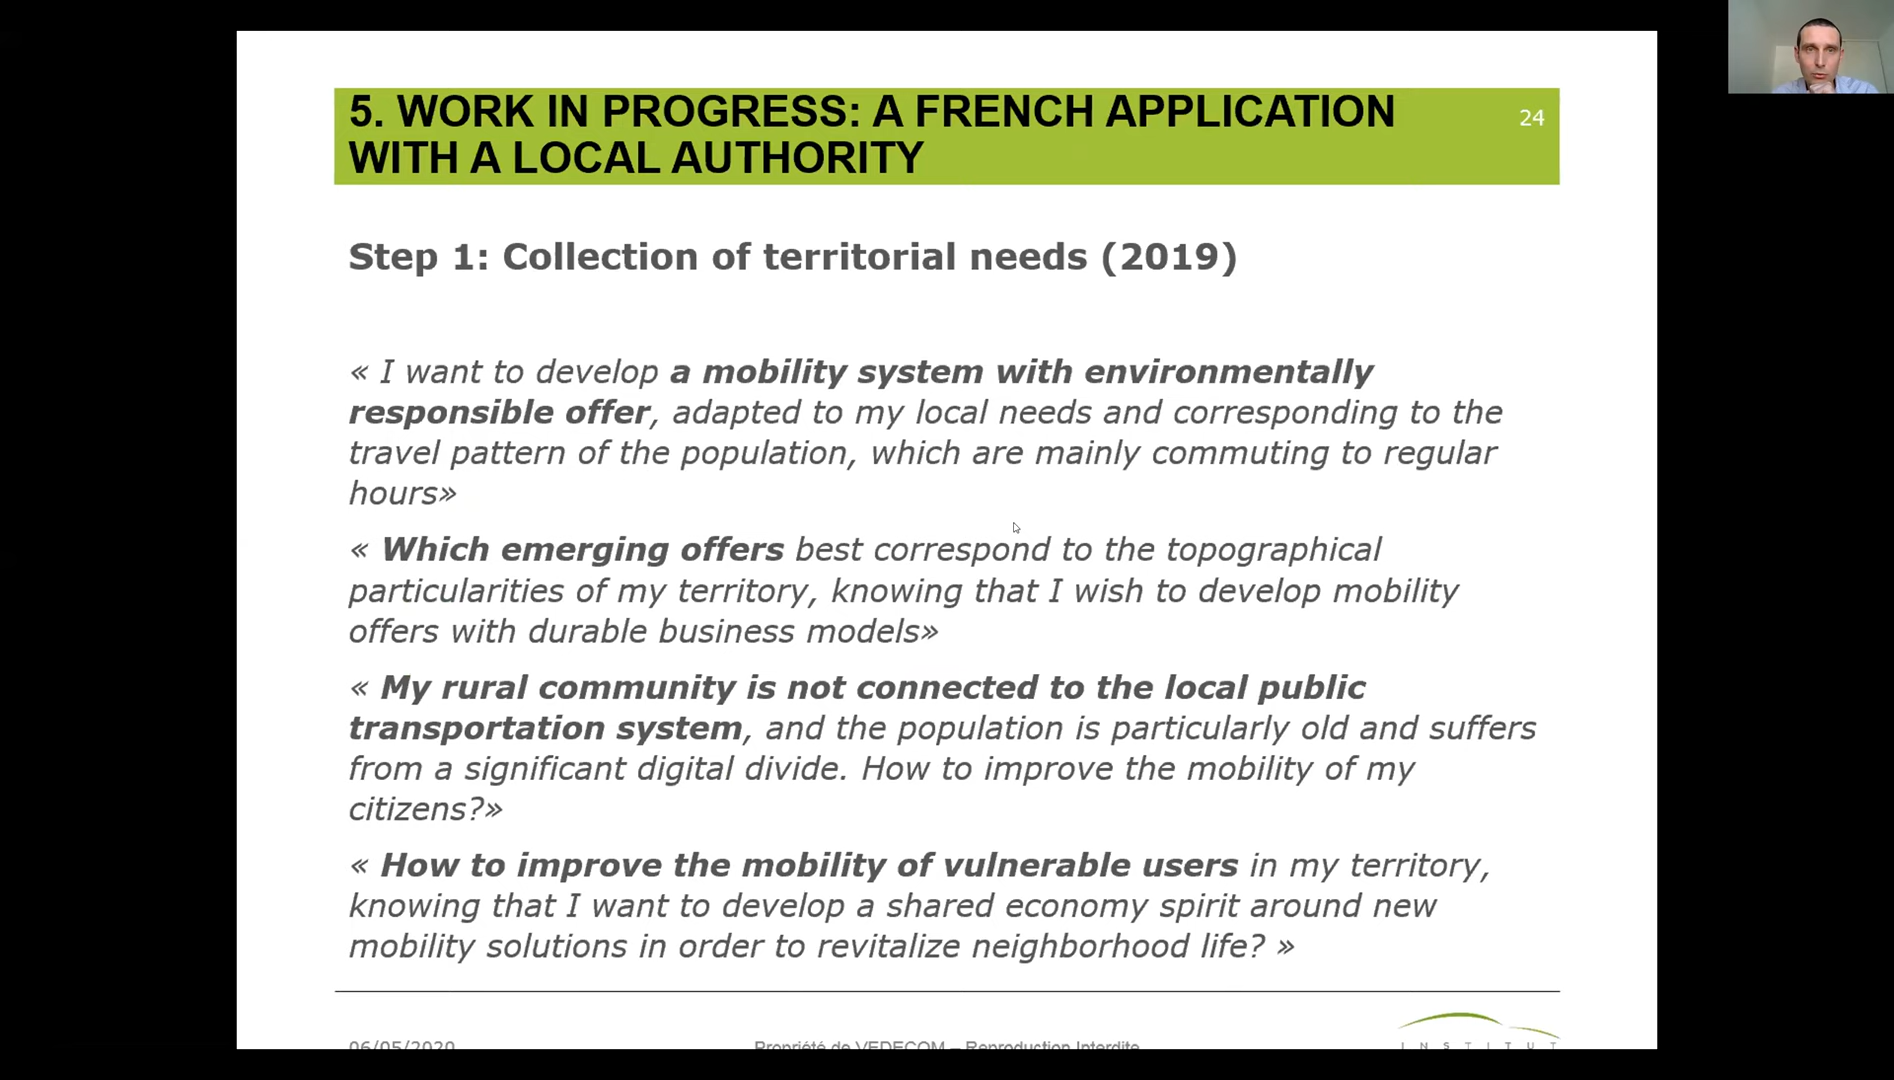 5. WORK IN PROGRESS: A FRENCH APPLICATION
24
WITH A LOCAL AUTHORITY
Step 1: Collection of territorial needs (2019)
« I want to develop a mobility system with environmentally
responsible offer, adapted to my local needs and corresponding to the
travel pattern of the population, which are mainly commuting to regular
hours»
« Which emerging offers best correspond to the topographical
particularities of my territory, knowing that I wish to develop mobility
offers with durable business models»
« My rural community is not connected to the local public
transportation system, and the population is particularly old and suffers
from a significant digital divide. How to improve the mobility of my
citizens?»
« How to improve the mobility of vulnerable users in my territory,
knowing that I want to develop a shared economy spirit around new
mobility solutions in order to revitalize neighborhood life? »
06/05/2020
Propriété de VEDECOM – Reproduction Interdite
INSTITUT